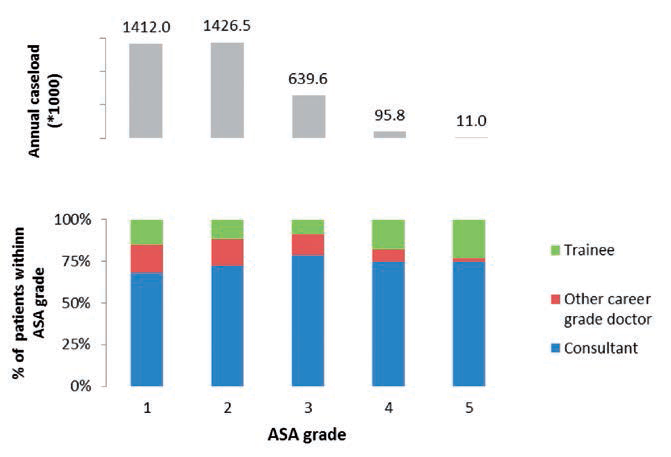 1412.0
1426.5
639.6
95.8
11.0
Annual caseload
(*1000)
100%
75%
50%
25%
0%
% of patients withinn
ASA grade
1
2
3
4
5
ASA grade
Trainee
Other career
grade doctor
Consultant